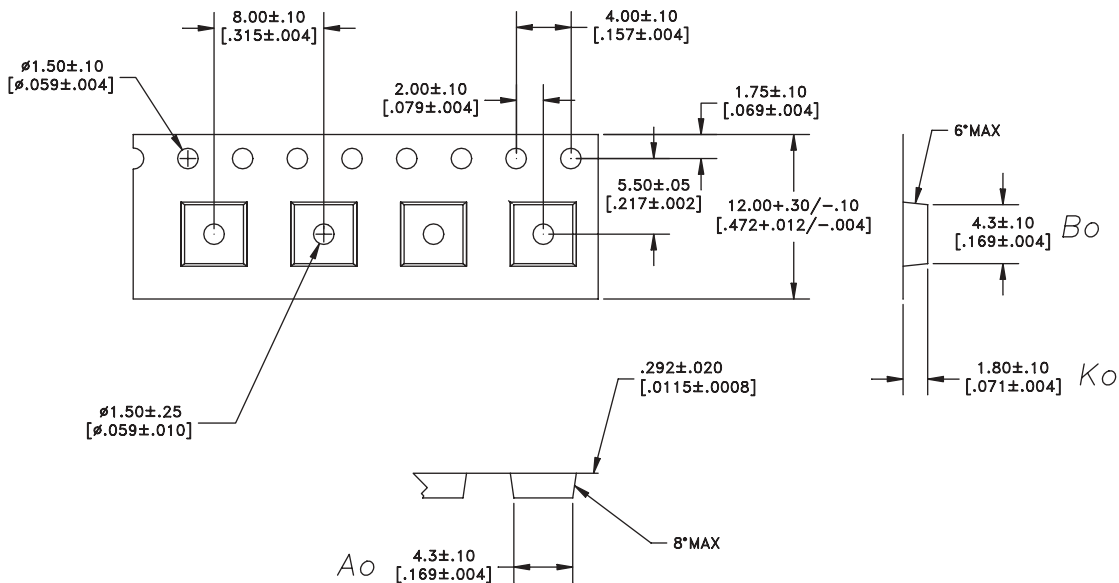 8.00±.10
[.315±.004]
4.00±.10
[.157±.004]
ø1.50±.10
[ø.059±.004]
2.00±.10
[.079±.004]
1.75±.10
[.069±.004]
6°MAX
5.50±.05
[.217±.002]
12.00+.30/-.10
[.472+.012/-.004]
4.3±.10
[.169±.004]
Bo
1.80±.10
[.071±.004]
Ko
.292±.020
[.0115±.0008]
ø1.50±.25
[ø.059±.010]
8°MAX
Ao
4.3±.10
[.169±.004]